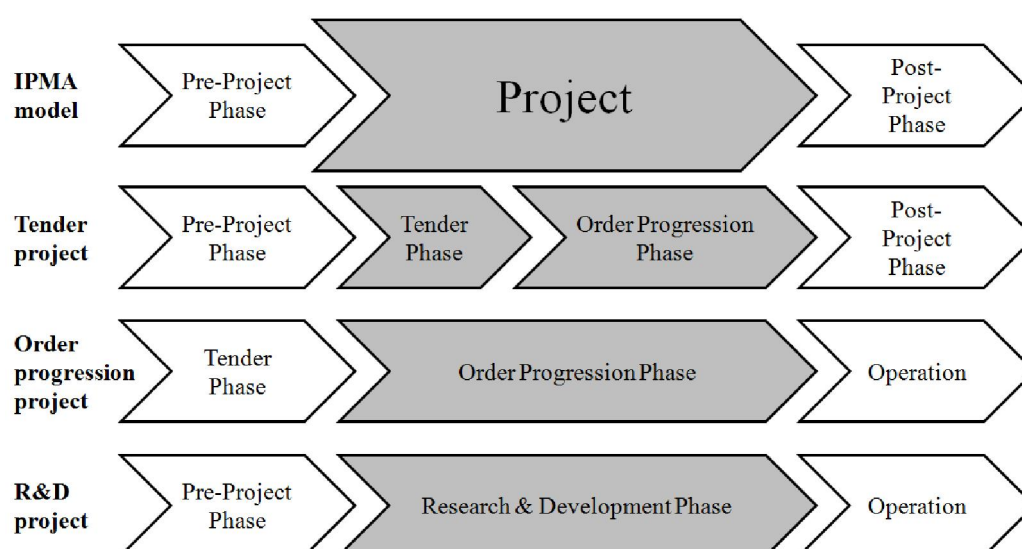 IPMA
model
Pre-Project
Phase
Project
Post-
Project
Phase
Tender
project
Pre-Project
Phase
Tender
Phase
Order Progression
Phase
Post-
Project
Phase
Order
progression
project
Tender
Phase
Order Progression Phase
Operation
R&D
project
Pre-Project
Phase
Research & Development Phase
Operation